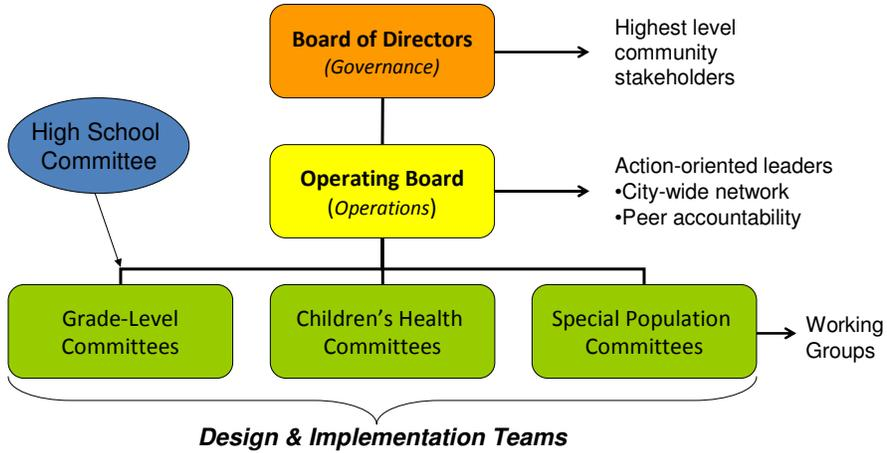 Board of Directors
(Governance)
Highest level
community
stakeholders
High School
Committee
Operating Board
(Operations)
Action-oriented leaders
•City-wide network
•Peer accountability
Grade-Level
Committees
Children’s Health
Committees
Special Population
Committees
Working
Groups
Design & Implementation Teams